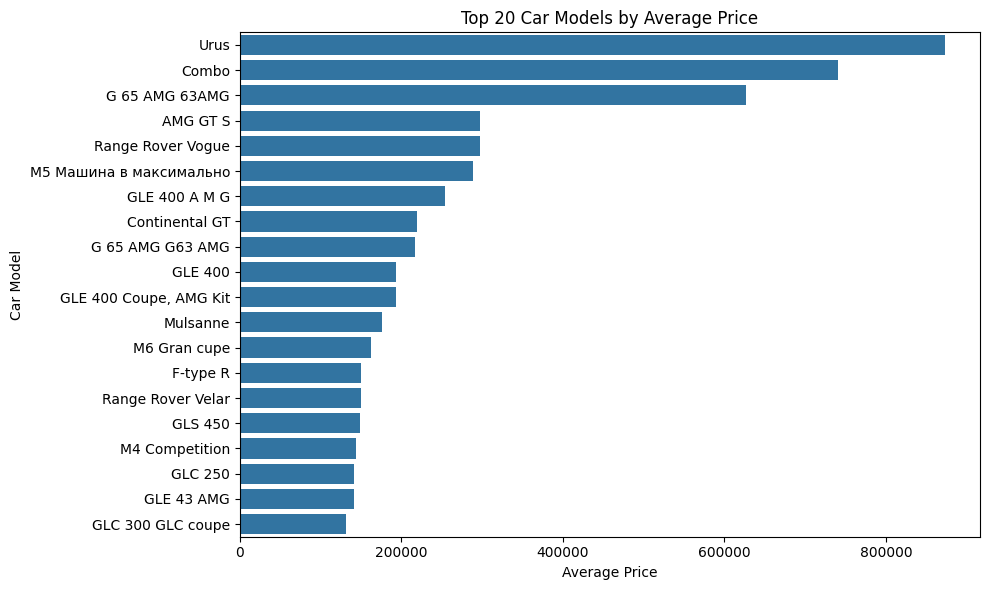 Top 20 Car Models by Average Price
Urus
Combo
G 65 AMG 63AMG
AMG GT S
Range Rover Vogue
M5 Машина в максимально
GLE 400 A M G
Continental GT
G 65 AMG G63 AMG
GLE 400
GLE 400 Coupe, AMG Kit
Mulsanne
M6 Gran cupe
F-type R
Range Rover Velar
GLS 450
M4 Competition
GLC 250
GLE 43 AMG
GLC 300 GLC coupe
Car Model
0 200000 400000 600000 800000
Average Price